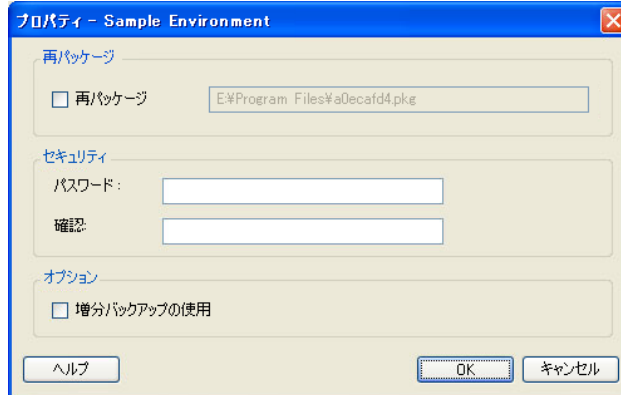 プロパティ - Sample Environment
再パッケージ
再パッケージ
E:¥Program Files¥a0ecafd4.pkg
セキュリティ
パスワード:
確認:
オプション
増分バックアップの使用
ヘルプ OK キャンセル